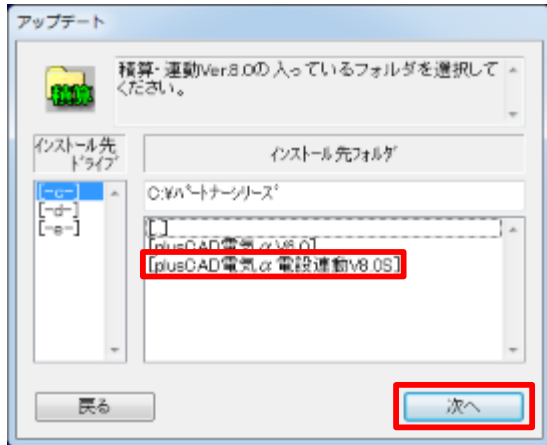 アップデート
積算
積算・連動Ver.8.0の入っているフォルダを選択して
ください。
インストール先
ドライブ
インストール先フォルダ
[-c-]
[-d-]
[-e-]
C:¥パートナーシリーズ
[..]
[plusCAD電気αV6.0]
[plusCAD電気α電設連動V8.0S]
戻る
次へ